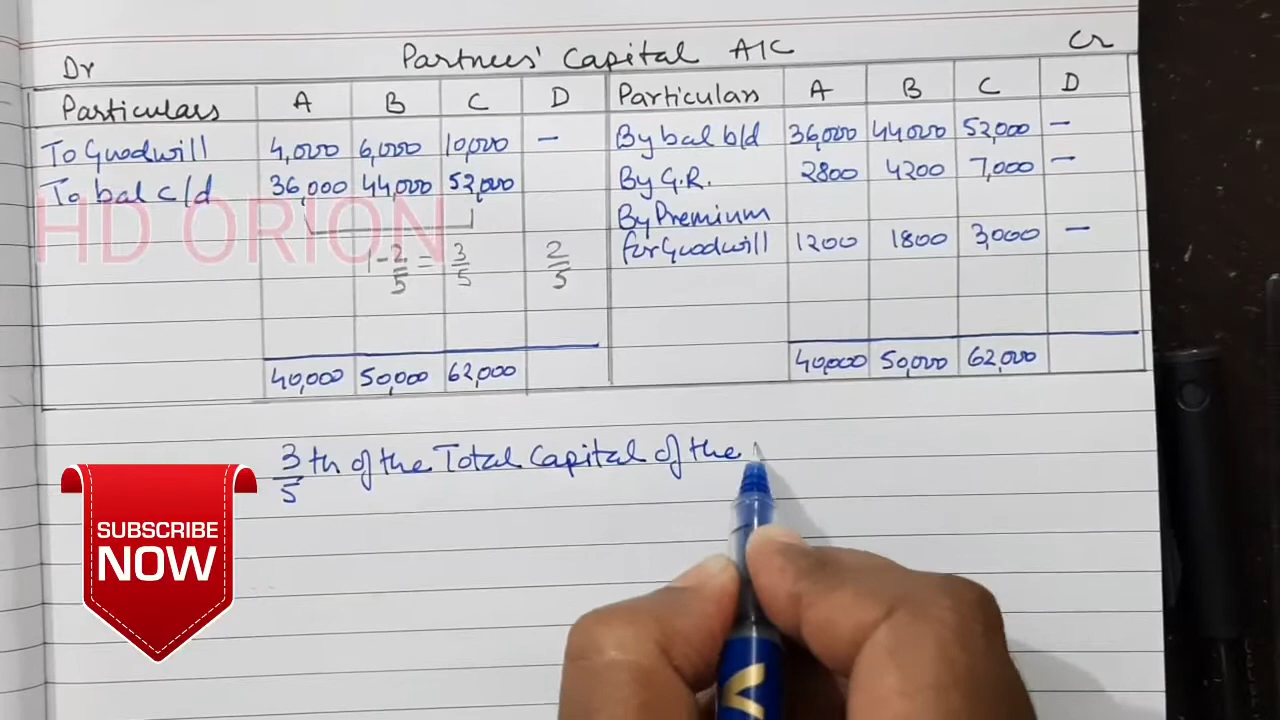 Dr Partners' Capital A/C Cr
Particulars A B C D Particulars A B C D
To Goodwill 4,000 6,000 10,000 — By bal b/d 36,000 44,000 52,000 —
To bal c/d 36,000 44,000 52,000 By G.R. 2800 4200 7,000 —
By Premium
for Goodwill 1200 1800 3,000 —
HD ORION
1-2/5 = 3/5 2/5
40,000 50,000 62,000 40,000 50,000 62,000
3/5 th of the Total Capital of the
SUBSCRIBE
NOW
V